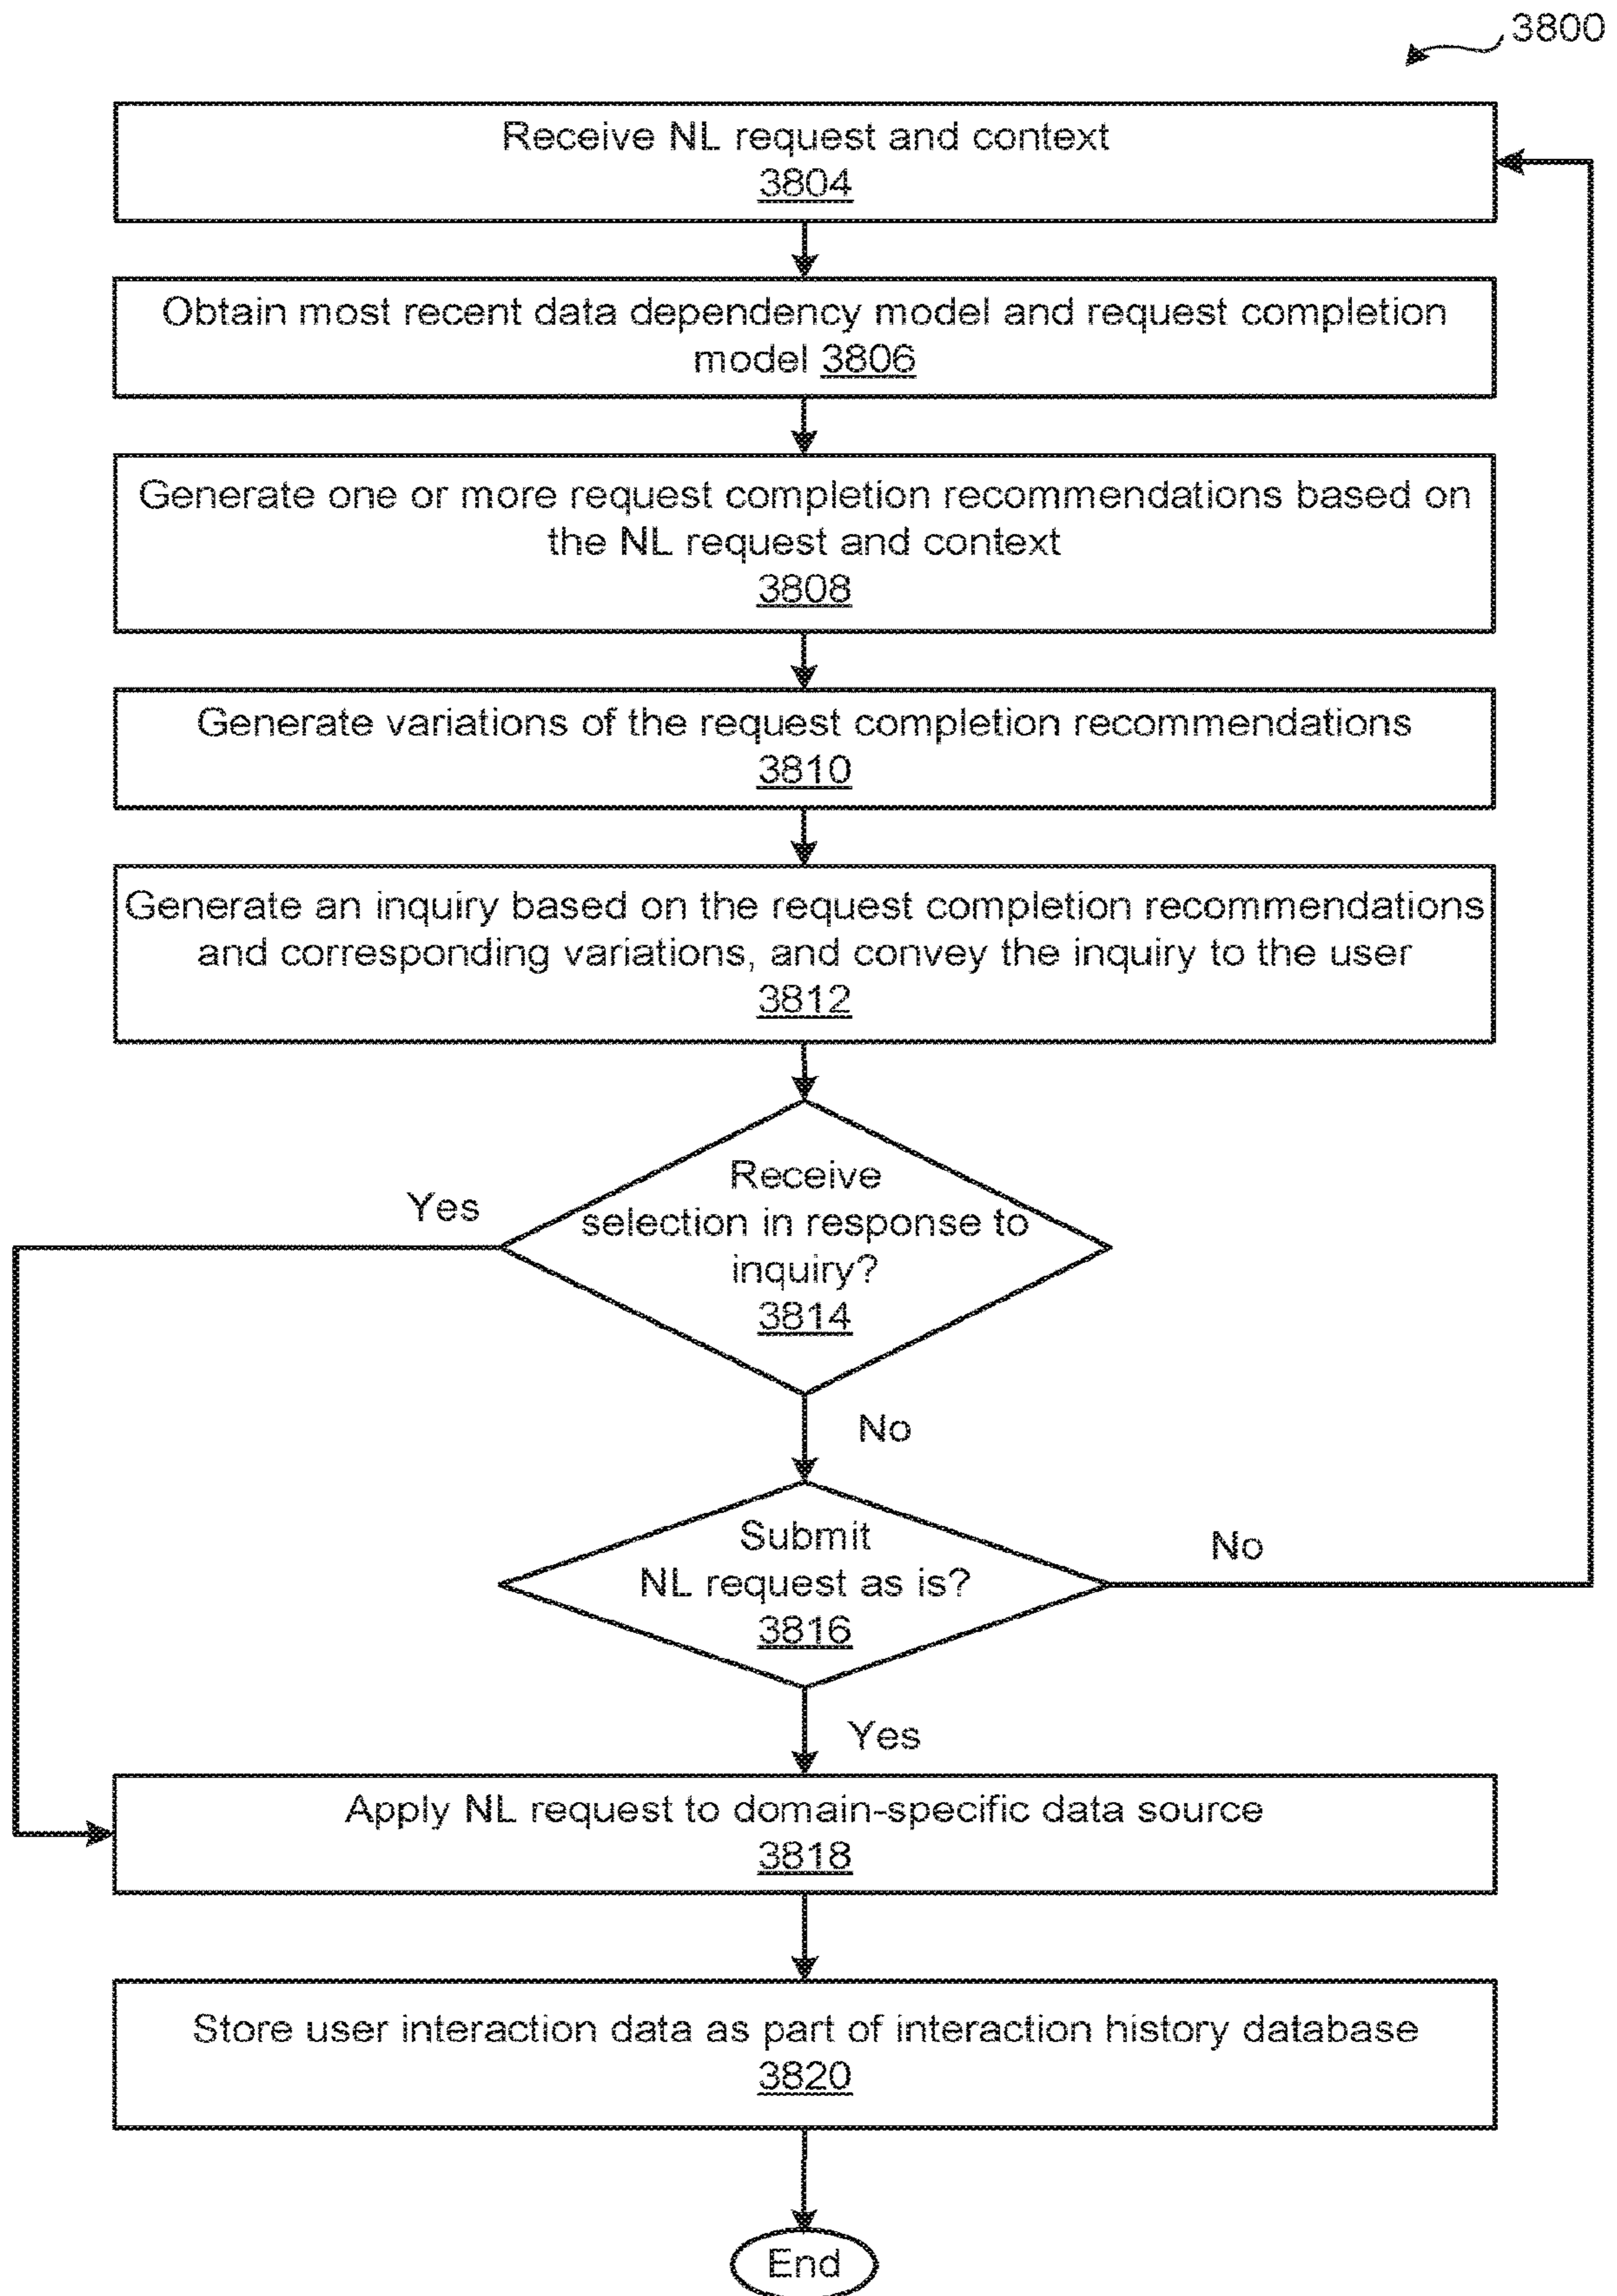 3800
Receive NL request and context
3804
Obtain most recent data dependency model and request completion
model 3806
Generate one or more request completion recommendations based on
the NL request and context
3808
Generate variations of the request completion recommendations
3810
Generate an inquiry based on the request completion recommendations
and corresponding variations, and convey the inquiry to the user
3812
Receive
selection in response to
inquiry?
3814
Yes
No
Submit
NL request as is?
3816
No
Yes
Apply NL request to domain-specific data source
3818
Store user interaction data as part of interaction history database
3820
End